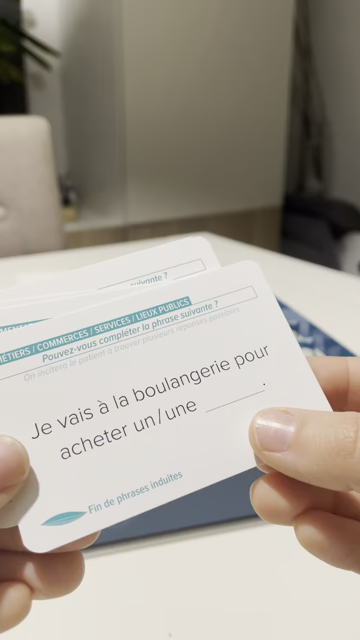 suivante ?
MÉTIERS / COMMERCES / SERVICES / LIEUX PUBLICS
Pouvez-vous compléter la phrase suivante ?
On incitera le patient à trouver plusieurs réponses possibles
Je vais à la boulangerie pour
acheter un/une ______.
Fin de phrases induites